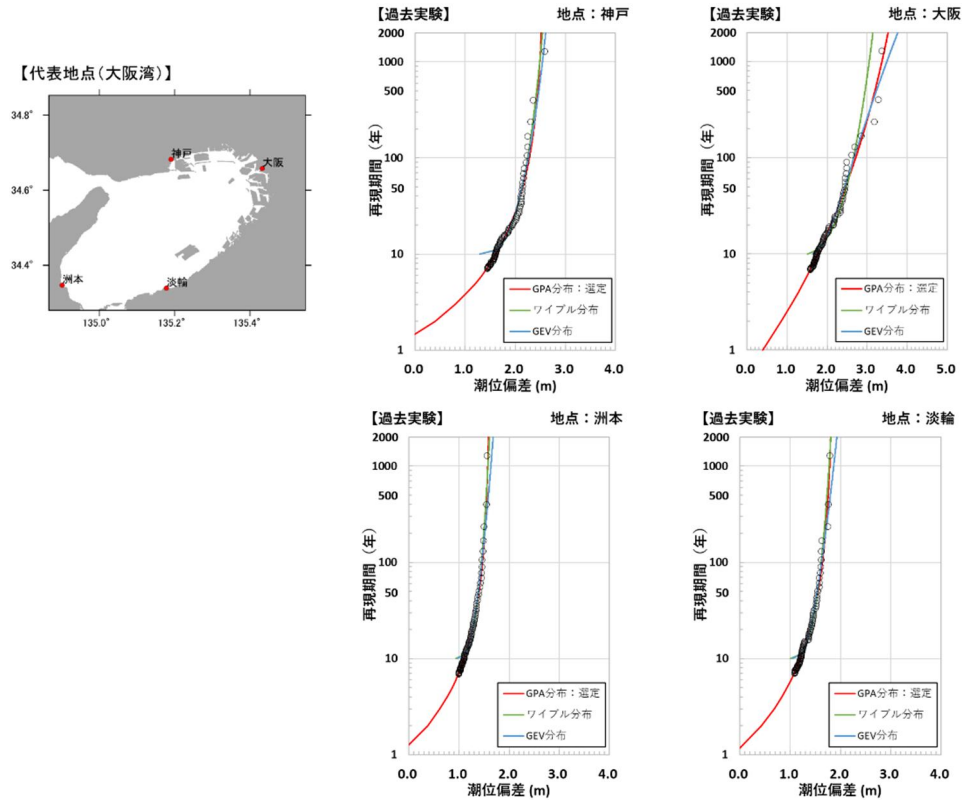 【代表地点(大阪湾)】
34.8°
34.6°
34.4°
135.0°
135.2°
135.4°
神戸
大阪
洲本
淡輪
【過去実験】 地点：神戸
再現期間（年）
2000
1000
500
100
50
10
1
GPA分布：選定
ワイブル分布
GEV分布
0.0 1.0 2.0 3.0 4.0
潮位偏差 (m)
【過去実験】 地点：大阪
再現期間（年）
2000
1000
500
100
50
10
1
GPA分布：選定
ワイブル分布
GEV分布
0.0 1.0 2.0 3.0 4.0 5.0
潮位偏差 (m)
【過去実験】 地点：洲本
再現期間（年）
2000
1000
500
100
50
10
1
GPA分布：選定
ワイブル分布
GEV分布
0.0 1.0 2.0 3.0 4.0
潮位偏差 (m)
【過去実験】 地点：淡輪
再現期間（年）
2000
1000
500
100
50
10
1
GPA分布：選定
ワイブル分布
GEV分布
0.0 1.0 2.0 3.0 4.0
潮位偏差 (m)